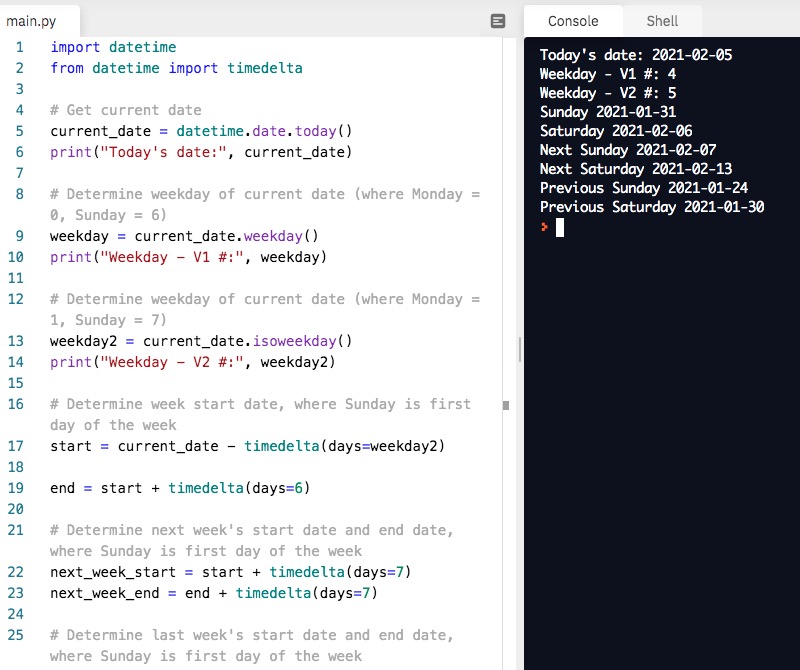 main.py
1 import datetime
2 from datetime import timedelta
3
4 # Get current date
5 current_date = datetime.date.today()
6 print("Today's date:", current_date)
7
8 # Determine weekday of current date (where Monday =
0, Sunday = 6)
9 weekday = current_date.weekday()
10 print("Weekday - V1 #:", weekday)
11
12 # Determine weekday of current date (where Monday =
1, Sunday = 7)
13 weekday2 = current_date.isoweekday()
14 print("Weekday - V2 #:", weekday2)
15
16 # Determine week start date, where Sunday is first
day of the week
17 start = current_date - timedelta(days=weekday2)
18
19 end = start + timedelta(days=6)
20
21 # Determine next week's start date and end date,
where Sunday is first day of the week
22 next_week_start = start + timedelta(days=7)
23 next_week_end = end + timedelta(days=7)
24
25 # Determine last week's start date and end date,
where Sunday is first day of the week
Console Shell
Today's date: 2021-02-05
Weekday - V1 #: 4
Weekday - V2 #: 5
Sunday 2021-01-31
Saturday 2021-02-06
Next Sunday 2021-02-07
Next Saturday 2021-02-13
Previous Sunday 2021-01-24
Previous Saturday 2021-01-30